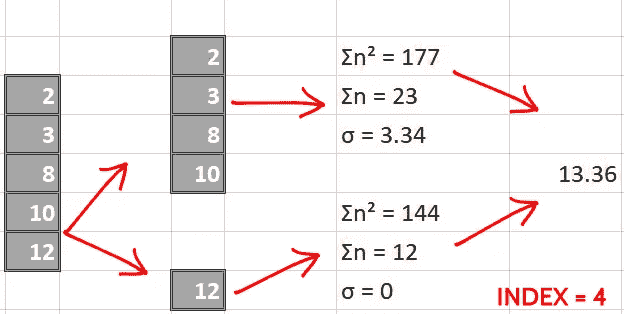 2
3
8
10
12
2
3
8
10
12
Σn² = 177
Σn = 23
σ = 3.34
Σn² = 144
Σn = 12
σ = 0
13.36
INDEX = 4